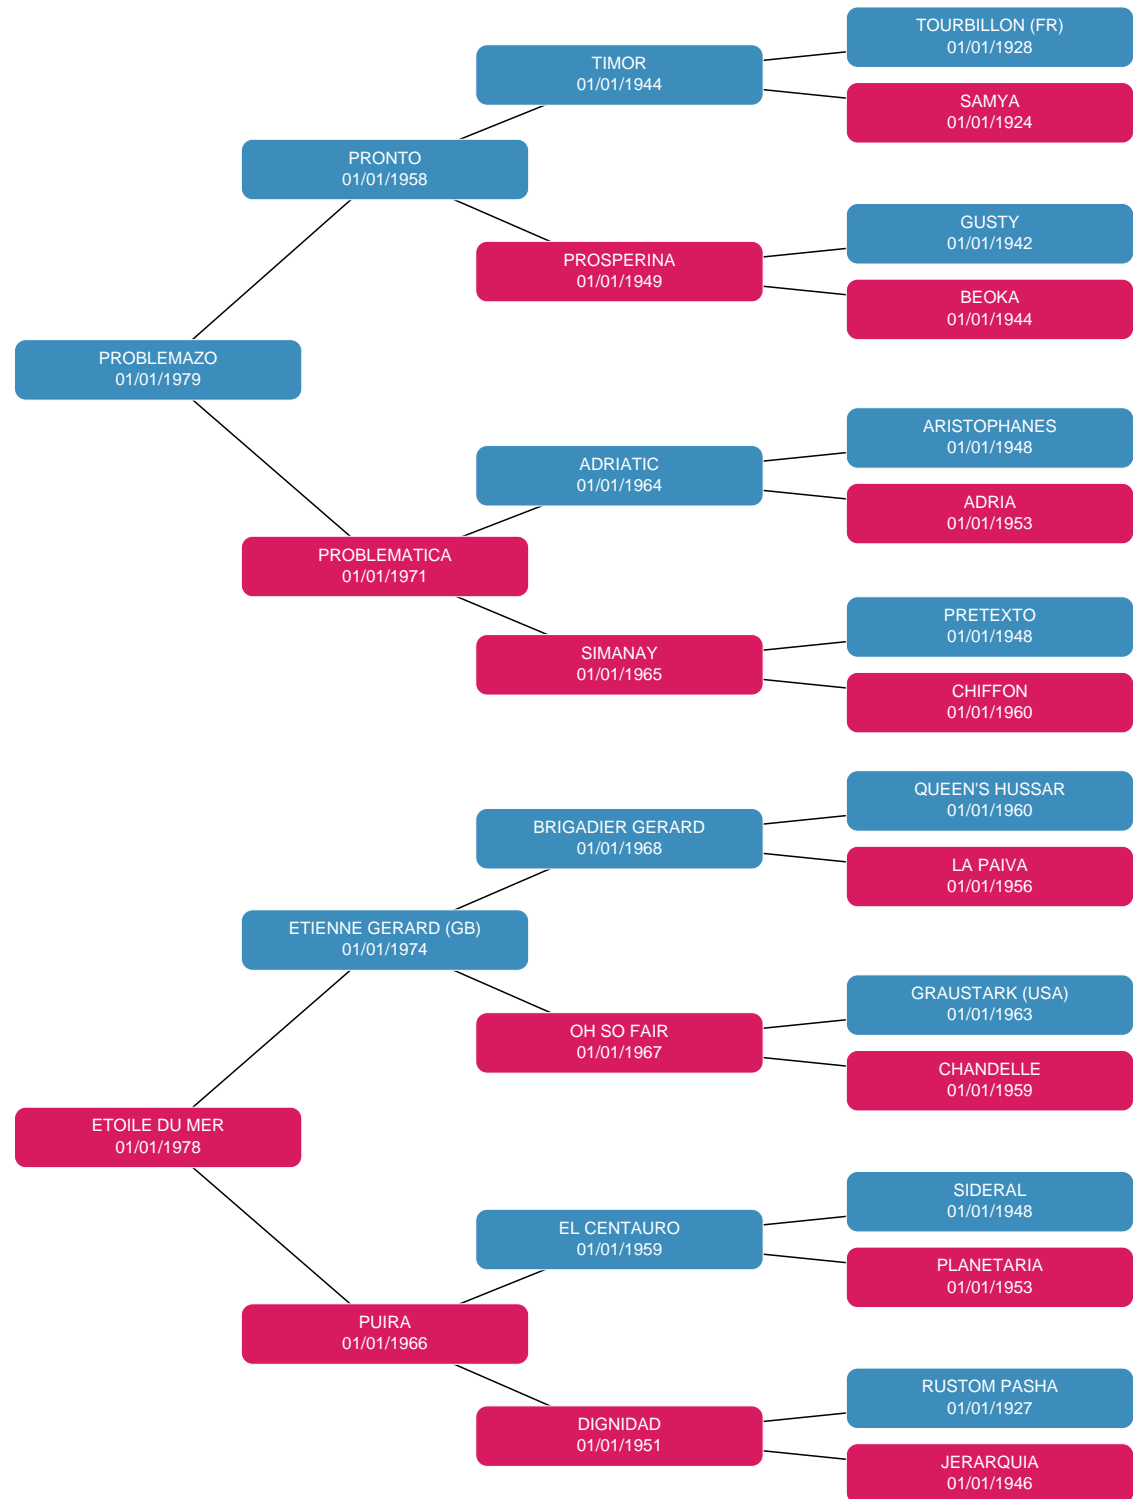 TOURBILLON (FR)
01/01/1928
TIMOR
01/01/1944
SAMYA
01/01/1924
PRONTO
01/01/1958
GUSTY
01/01/1942
PROSPERINA
01/01/1949
BEOKA
01/01/1944
PROBLEMAZO
01/01/1979
ARISTOPHANES
01/01/1948
ADRIATIC
01/01/1964
ADRIA
01/01/1953
PROBLEMATICA
01/01/1971
PRETEXTO
01/01/1948
SIMANAY
01/01/1965
CHIFFON
01/01/1960
QUEEN'S HUSSAR
01/01/1960
BRIGADIER GERARD
01/01/1968
LA PAIVA
01/01/1956
ETIENNE GERARD (GB)
01/01/1974
GRAUSTARK (USA)
01/01/1963
OH SO FAIR
01/01/1967
CHANDELLE
01/01/1959
ETOILE DU MER
01/01/1978
SIDERAL
01/01/1948
EL CENTAURO
01/01/1959
PLANETARIA
01/01/1953
PUIRA
01/01/1966
RUSTOM PASHA
01/01/1927
DIGNIDAD
01/01/1951
JERARQUIA
01/01/1946